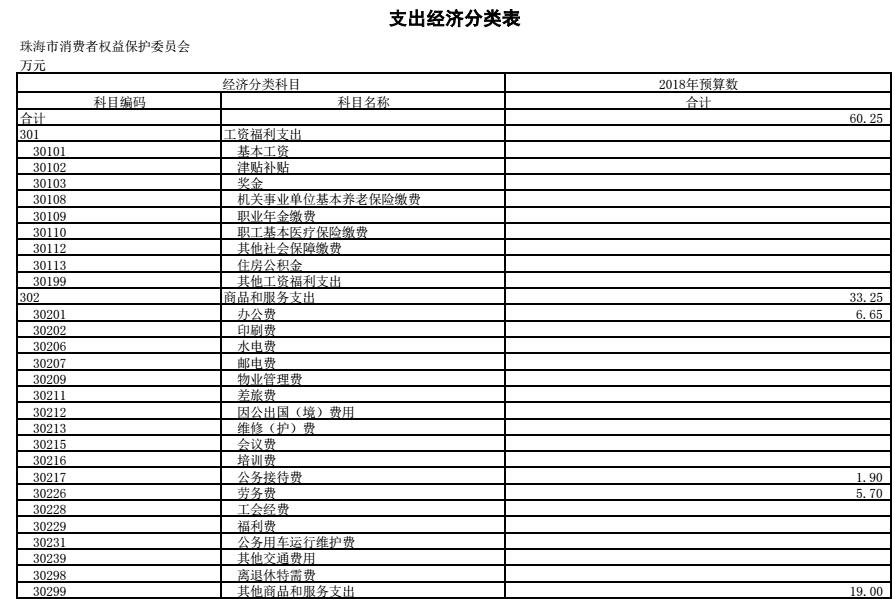 支出经济分类表
珠海市消费者权益保护委员会
万元
经济分类科目 2018年预算数
科目编码 科目名称 合计
合计 60.25
301 工资福利支出
30101 基本工资
30102 津贴补贴
30103 奖金
30108 机关事业单位基本养老保险缴费
30109 职业年金缴费
30110 职工基本医疗保险缴费
30112 其他社会保障缴费
30113 住房公积金
30199 其他工资福利支出
302 商品和服务支出 33.25
30201 办公费 6.65
30202 印刷费
30206 水电费
30207 邮电费
30209 物业管理费
30211 差旅费
30212 因公出国（境）费用
30213 维修（护）费
30215 会议费
30216 培训费
30217 公务接待费 1.90
30226 劳务费 5.70
30228 工会经费
30229 福利费
30231 公务用车运行维护费
30239 其他交通费用
30298 离退休特需费
30299 其他商品和服务支出 19.00